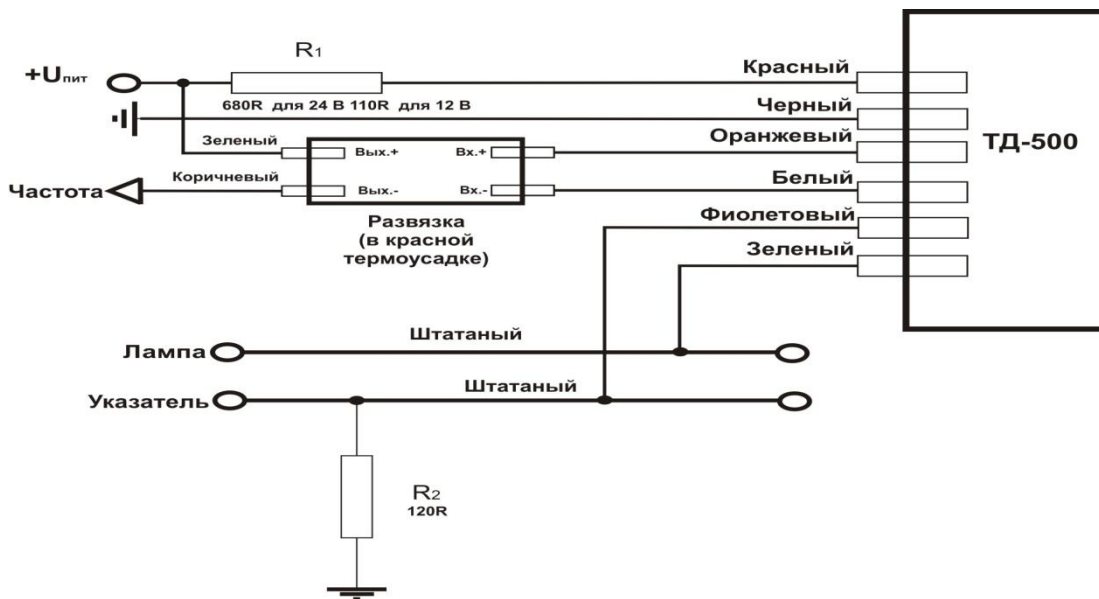 R1
+Uпит
680R для 24 В 110R для 12 В
Красный
Черный
Оранжевый
Белый
Фиолетовый
Зеленый
ТД-500
Зеленый
Вых.+
Вх.+
Коричневый
Вых.-
Вх.-
Частота
Развязка
(в красной
термоусадке)
Штатаный
Лампа
Штатаный
Указатель
R2
120R